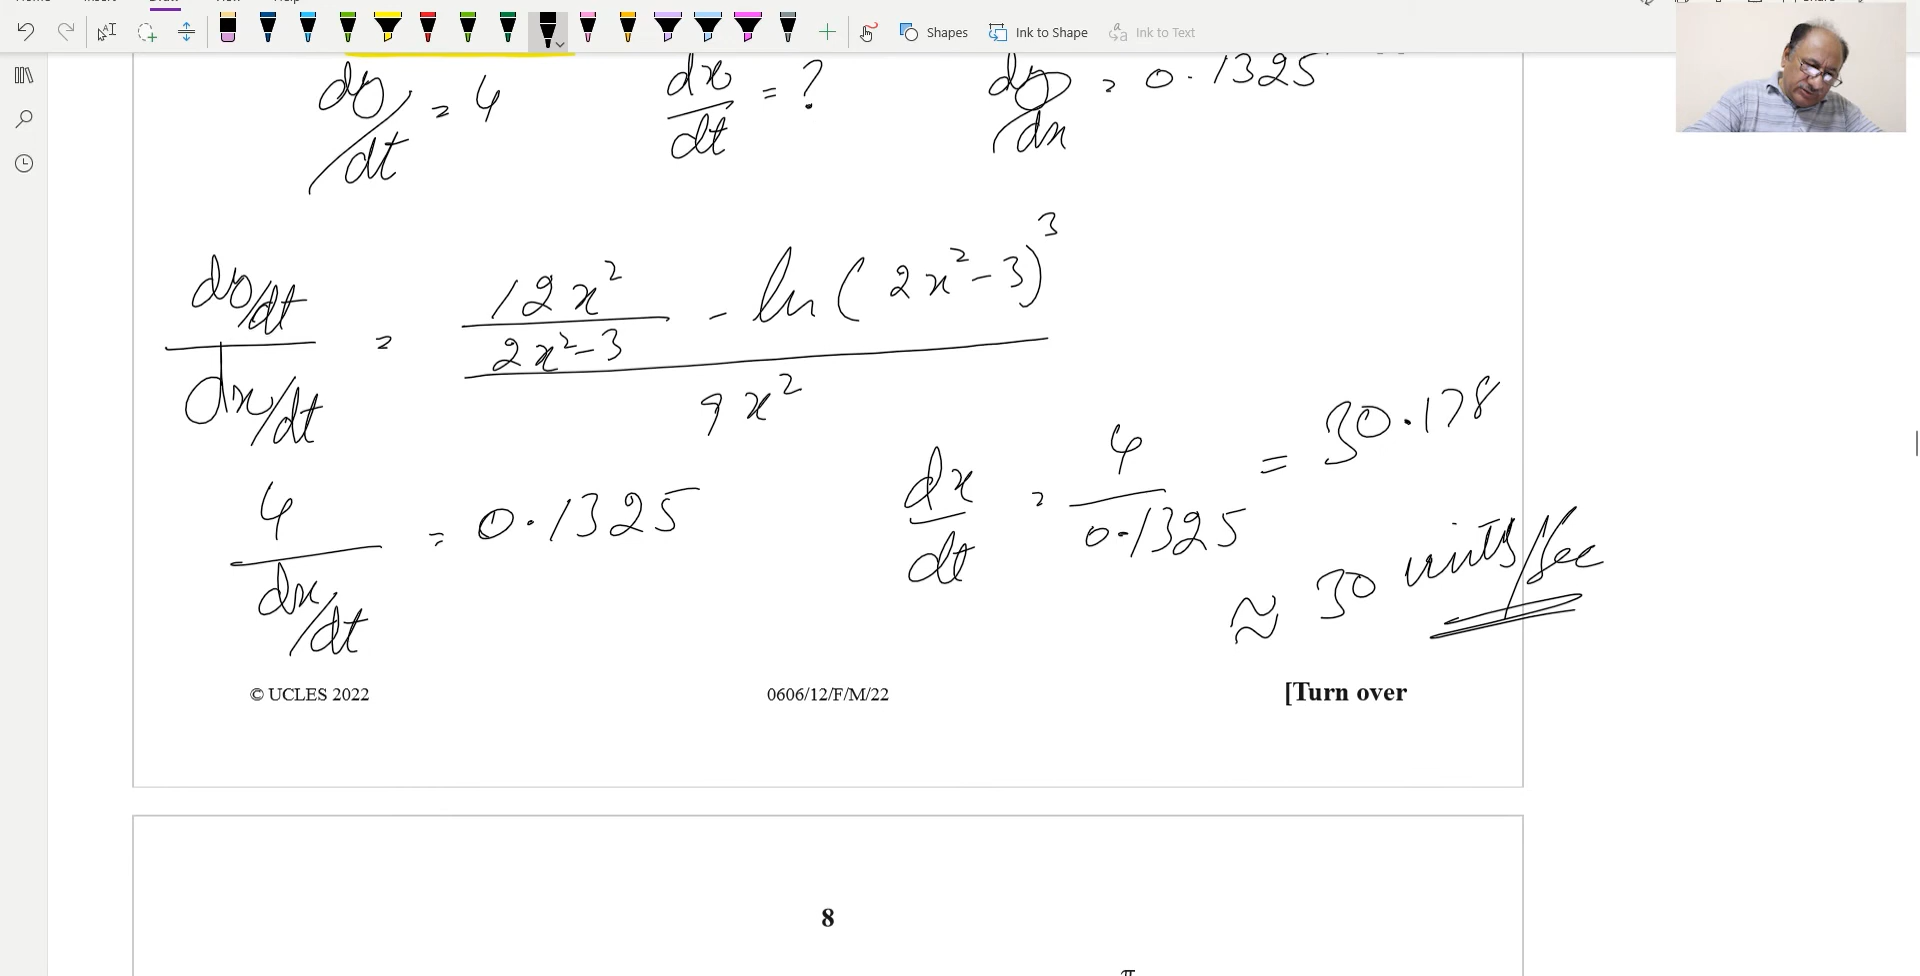 Shapes Ink to Shape Ink to Text
dy/dt = 4 dx/dt = ? dy/dx = 0.1325
(dy/dt)/(dx/dt) = (12x²/(2x²-3) - ln(2x²-3)³)/(9x²)
4/(dx/dt) = 0.1325 dx/dt = 4/0.1325 = 30.178
≈ 30 units/sec
© UCLES 2022 0606/12/F/M/22 [Turn over
8
π